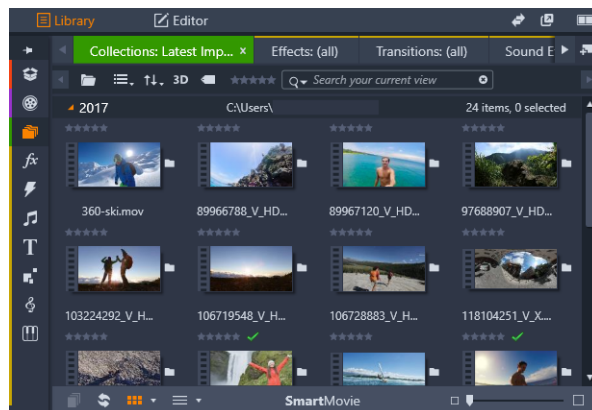 Library Editor
Collections: Latest Imp... × Effects: (all) Transitions: (all) Sound E
3D Search your current view
2017 C:\Users\ 24 items, 0 selected
360-ski.mov 89966788_V_HD... 89967120_V_HD... 97688907_V_HD...
103224292_V_H... 106719548_V_H... 106728883_V_H... 118104251_V_X....
SmartMovie